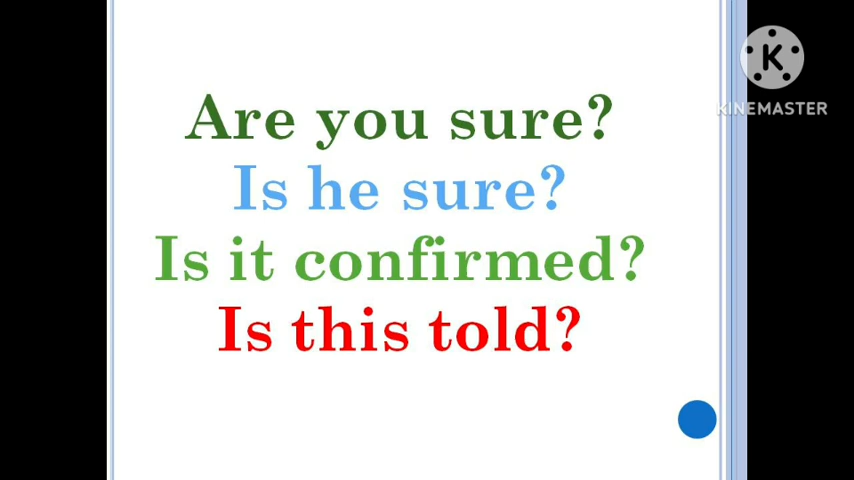 Are you sure?
Is he sure?
Is it confirmed?
Is this told?
K
KINEMASTER